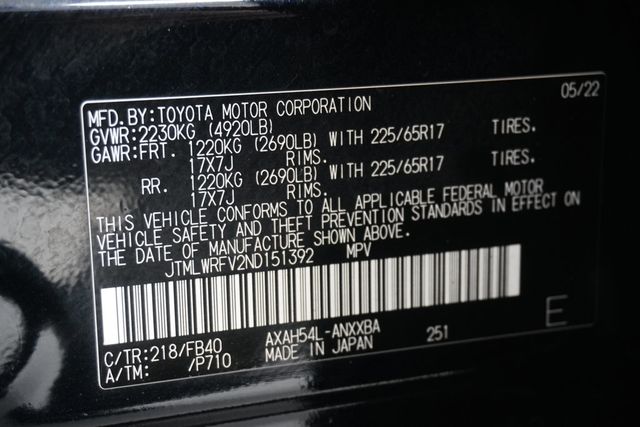 05/22
MFD.BY:TOYOTA MOTOR CORPORATION
GVWR:2230KG (4920LB)
GAWR:FRT. 1220KG (2690LB) WITH 225/65R17 TIRES.
17X7J RIMS.
RR. 1220KG (2690LB) WITH 225/65R17 TIRES.
17X7J RIMS.
THIS VEHICLE CONFORMS TO ALL APPLICABLE FEDERAL MOTOR
VEHICLE SAFETY AND THEFT PREVENTION STANDARDS IN EFFECT ON
THE DATE OF MANUFACTURE SHOWN ABOVE.
JTMLWRFV2ND151392 MPV
C/TR:218/FB40 AXAH54L-ANXXBA 251 E
A/TM: /P710 MADE IN JAPAN